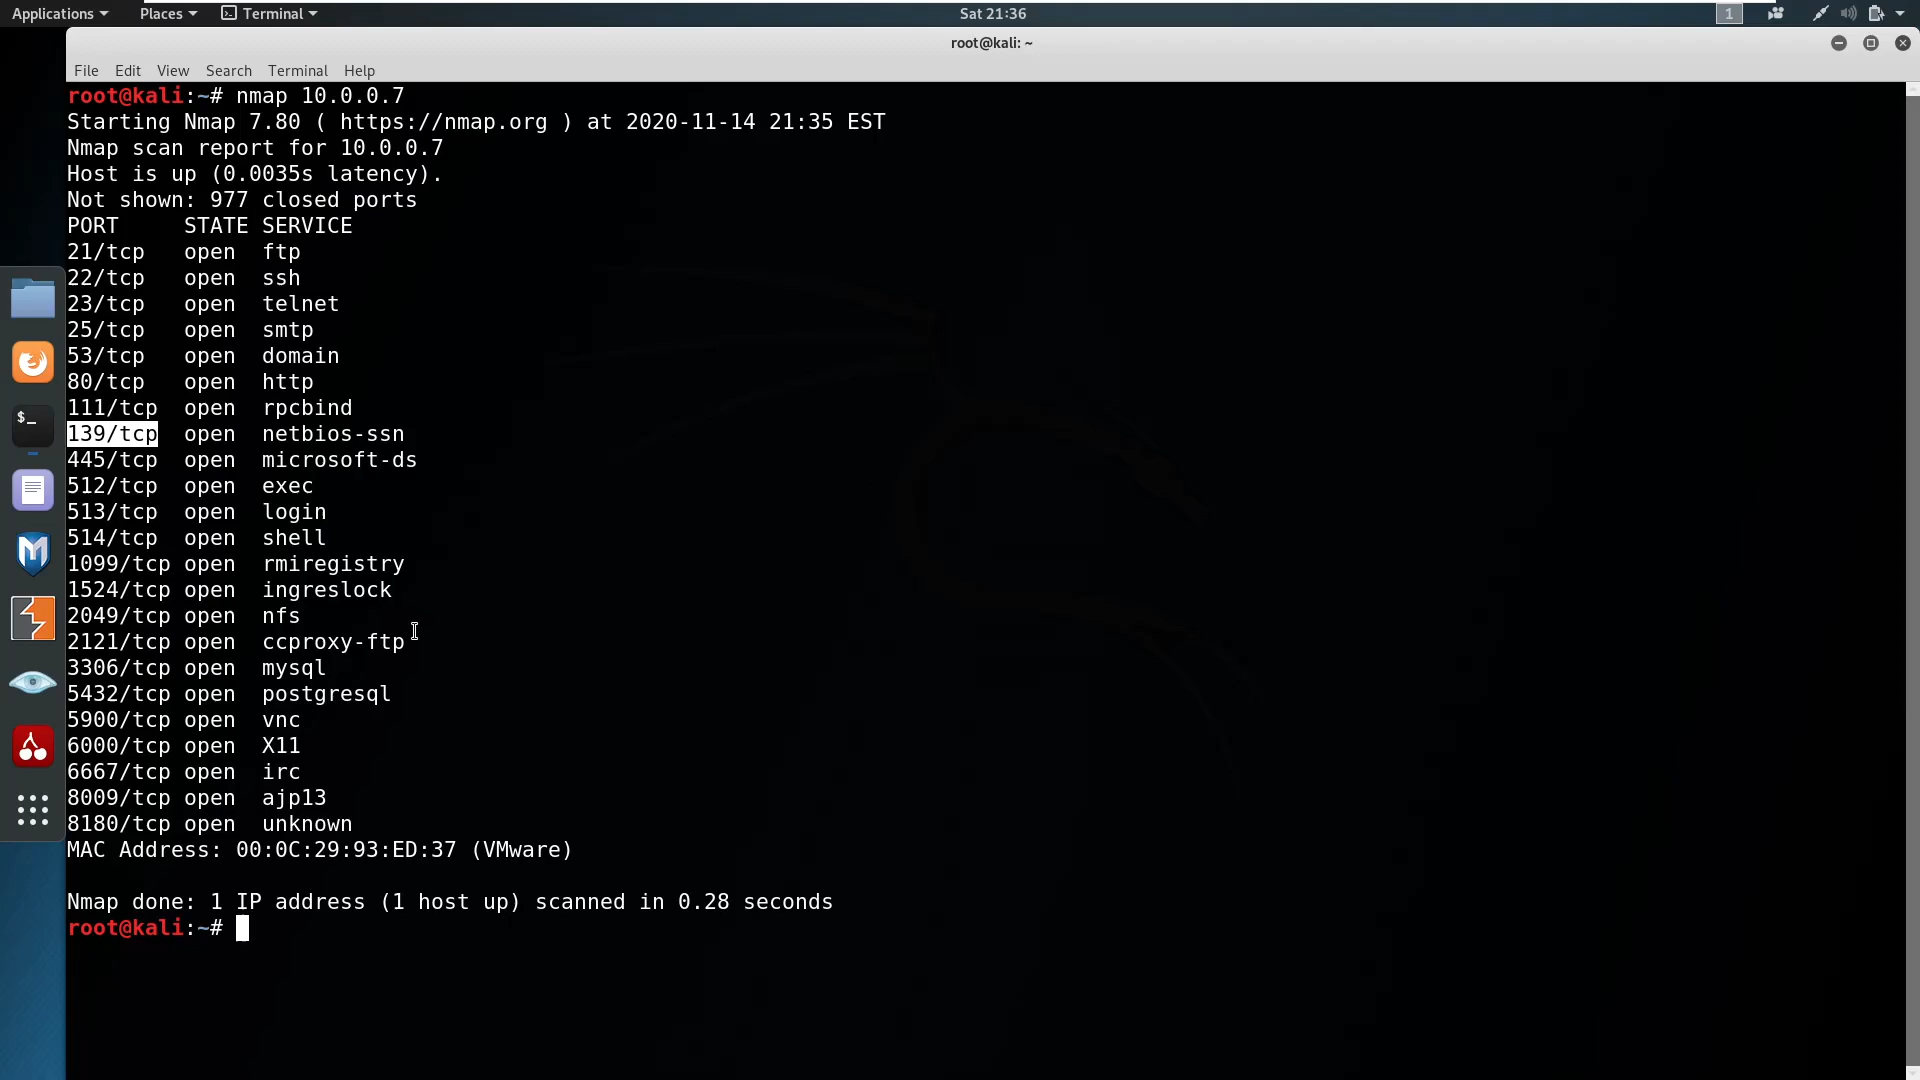 Applications Places Terminal Sat 21:36 1
root@kali: ~
File Edit View Search Terminal Help
root@kali:~# nmap 10.0.0.7
Starting Nmap 7.80 ( https://nmap.org ) at 2020-11-14 21:35 EST
Nmap scan report for 10.0.0.7
Host is up (0.0035s latency).
Not shown: 977 closed ports
PORT     STATE SERVICE
21/tcp   open  ftp
22/tcp   open  ssh
23/tcp   open  telnet
25/tcp   open  smtp
53/tcp   open  domain
80/tcp   open  http
111/tcp  open  rpcbind
139/tcp  open  netbios-ssn
445/tcp  open  microsoft-ds
512/tcp  open  exec
513/tcp  open  login
514/tcp  open  shell
1099/tcp open  rmiregistry
1524/tcp open  ingreslock
2049/tcp open  nfs
2121/tcp open  ccproxy-ftp
3306/tcp open  mysql
5432/tcp open  postgresql
5900/tcp open  vnc
6000/tcp open  X11
6667/tcp open  irc
8009/tcp open  ajp13
8180/tcp open  unknown
MAC Address: 00:0C:29:93:ED:37 (VMware)
Nmap done: 1 IP address (1 host up) scanned in 0.28 seconds
root@kali:~#